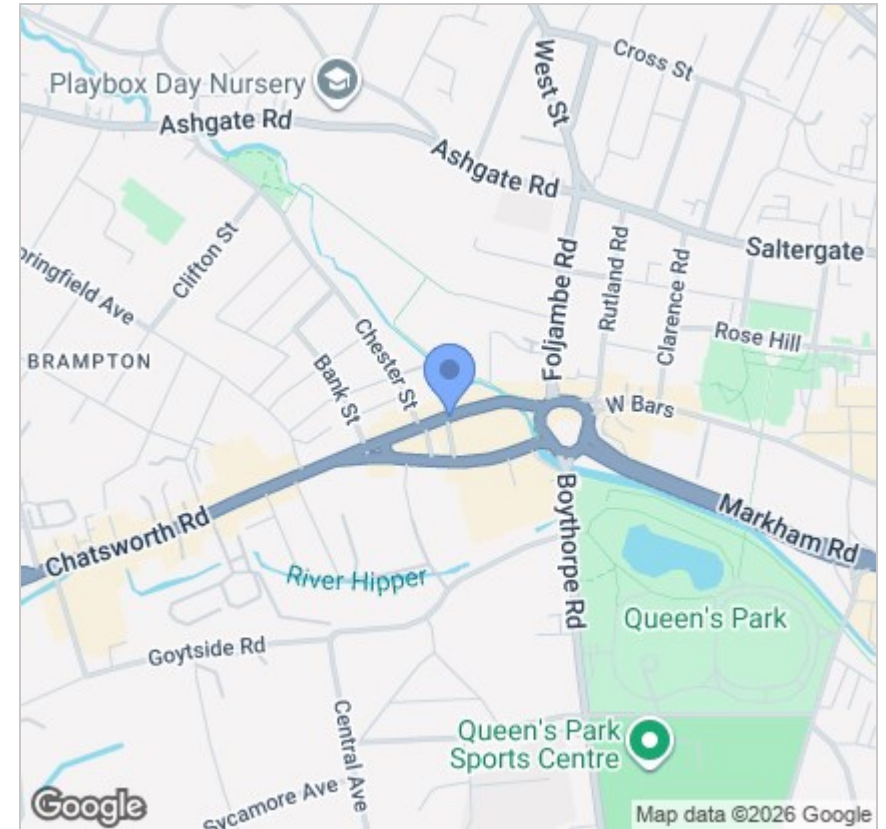 Cross St
West St
Playbox Day Nursery
Ashgate Rd
Ashgate Rd
Saltergate
Clifton St
Foljambe Rd
Rutland Rd
Clarence Rd
Springfield Ave
Rose Hill
BRAMPTON
Chester St
Bank St
W Bars
Markham Rd
Chatsworth Rd
Boythorpe Rd
River Hipper
Queen's Park
Goytside Rd
Central Ave
Queen's Park
Sports Centre
Sycamore Ave
Google
Map data ©2026 Google